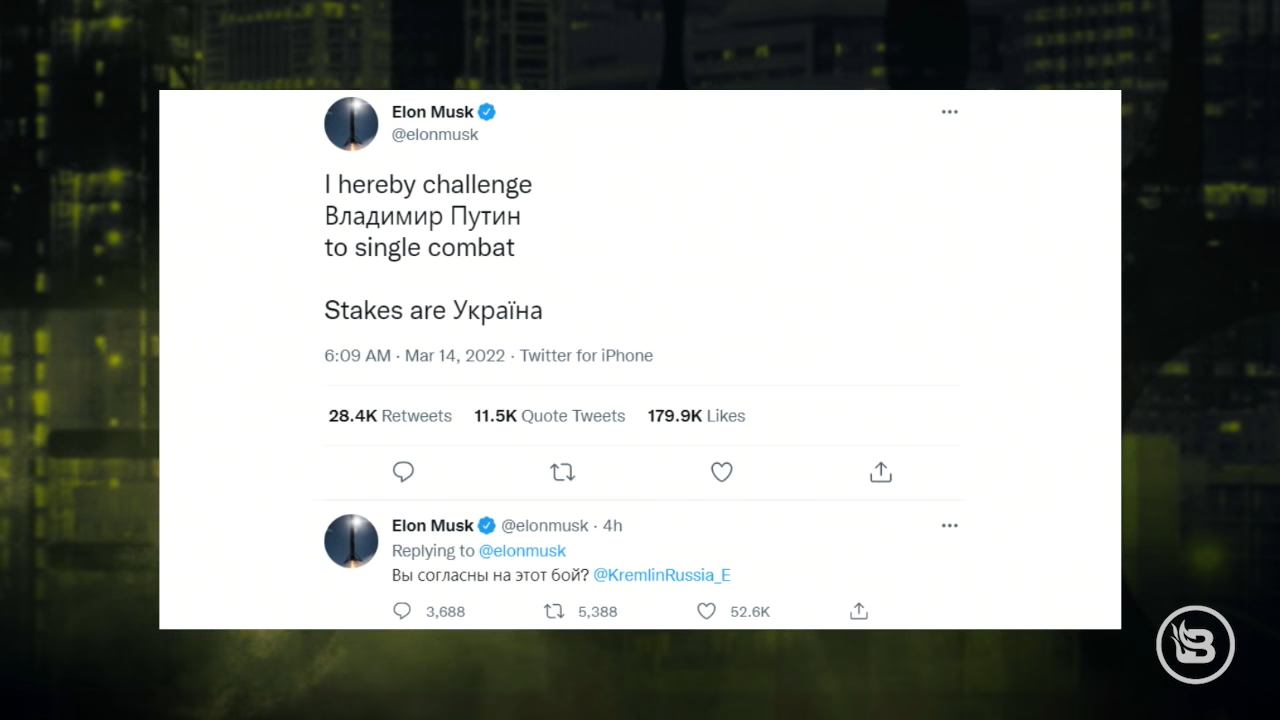 Elon Musk
@elonmusk
I hereby challenge
Владимир Путин
to single combat
Stakes are Україна
6:09 AM · Mar 14, 2022 · Twitter for iPhone
28.4K Retweets 11.5K Quote Tweets 179.9K Likes
Elon Musk @elonmusk · 4h
Replying to @elonmusk
Вы согласны на этот бой? @KremlinRussia_E
3,688 5,388 52.6K
B